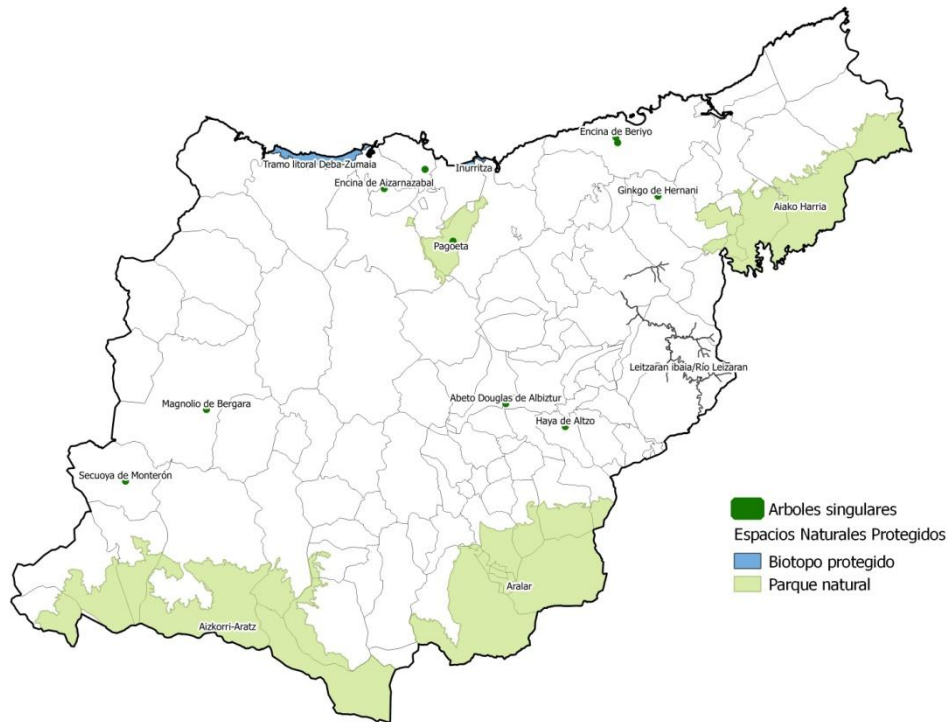 Encina de Beriyo
Tramo litoral Deba-Zumaia
Inurritza
Encina de Aizarnazabal
Ginkgo de Hernani
Aiako Harria
Pagoeta
Leitzaran ibaia/Río Leizaran
Magnolio de Bergara
Abeto Douglas de Albiztur
Haya de Altzo
Secuoya de Monterón
Arboles singulares
Espacios Naturales Protegidos
Biotopo protegido
Parque natural
Aralar
Aizkorri-Aratz